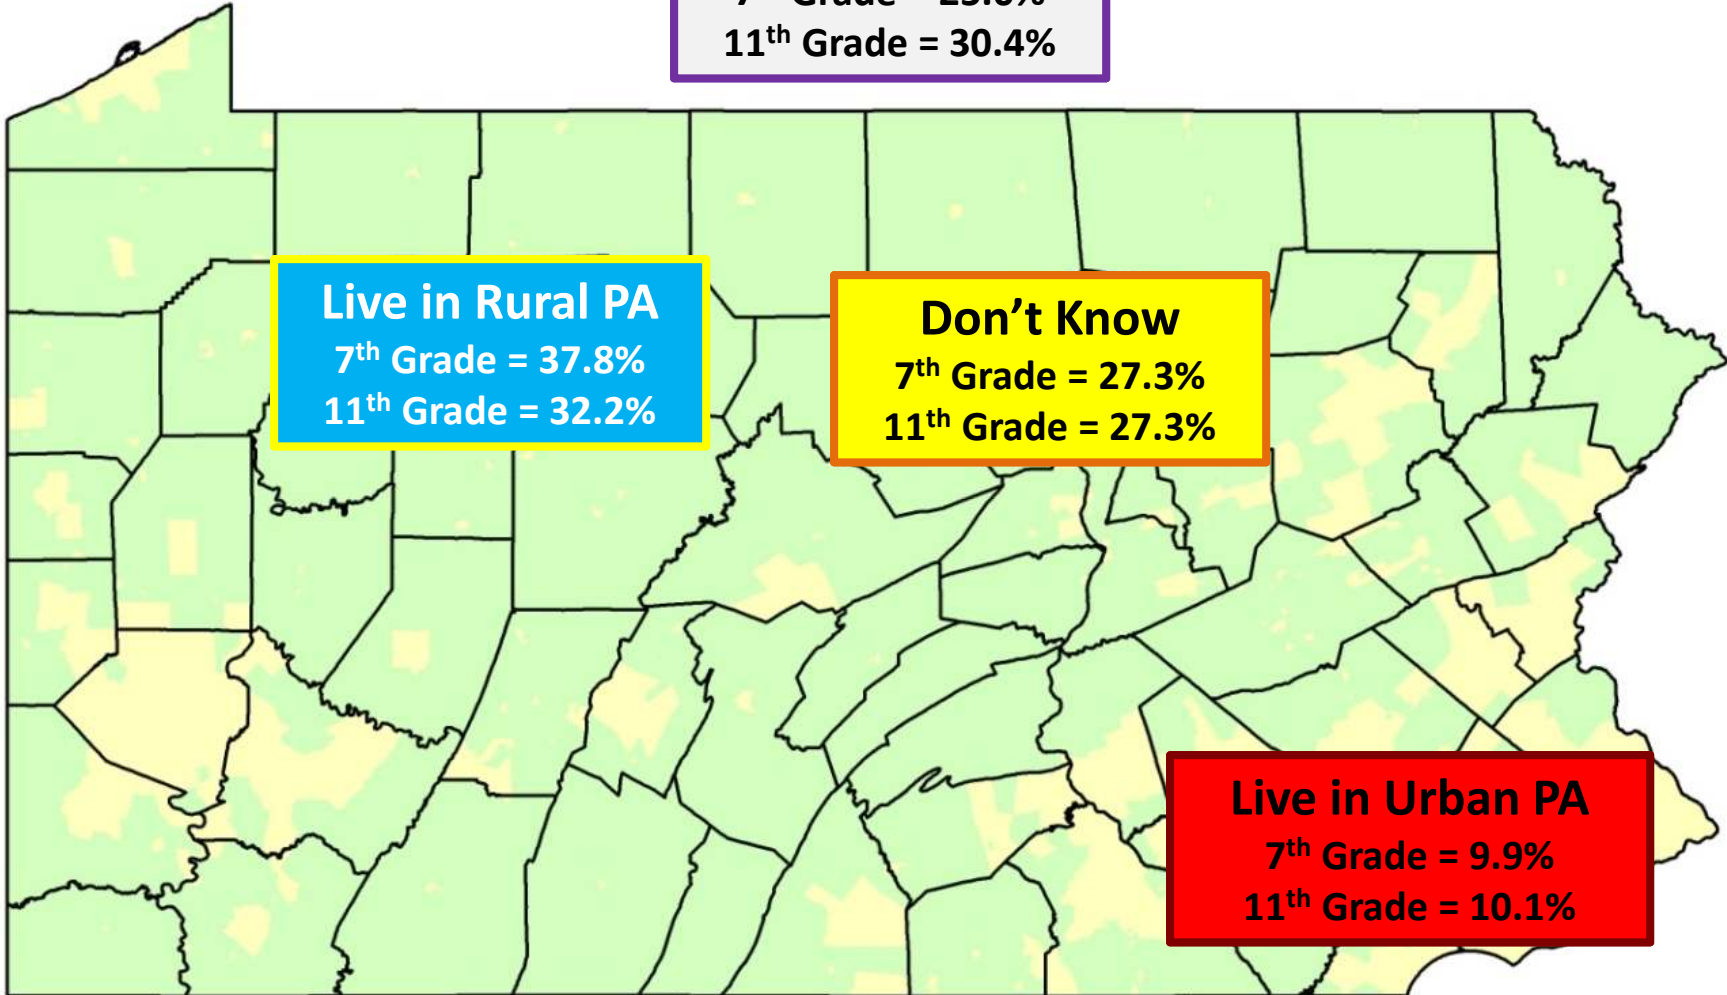 11th Grade = 30.4%
Live in Rural PA
7th Grade = 37.8%
11th Grade = 32.2%
Don’t Know
7th Grade = 27.3%
11th Grade = 27.3%
Live in Urban PA
7th Grade = 9.9%
11th Grade = 10.1%